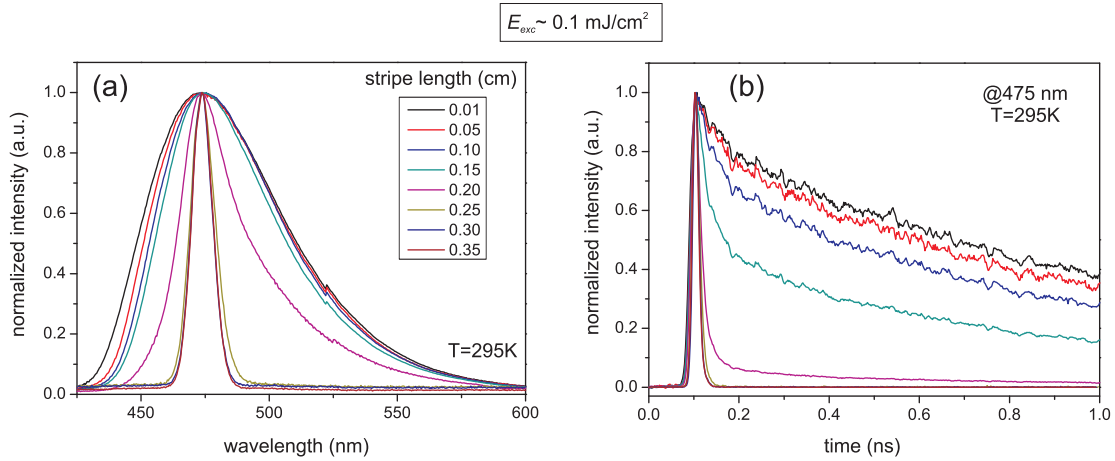 E_exc~ 0.1 mJ/cm²
(a)
stripe length (cm)
0.01
0.05
0.10
0.15
0.20
0.25
0.30
0.35
T=295K
normalized intensity (a.u.)
1.0
0.8
0.6
0.4
0.2
0.0
450
500
550
600
wavelength (nm)
(b)
@475 nm
T=295K
normalized intensity (a.u.)
1.0
0.8
0.6
0.4
0.2
0.0
0.0
0.2
0.4
0.6
0.8
1.0
time (ns)